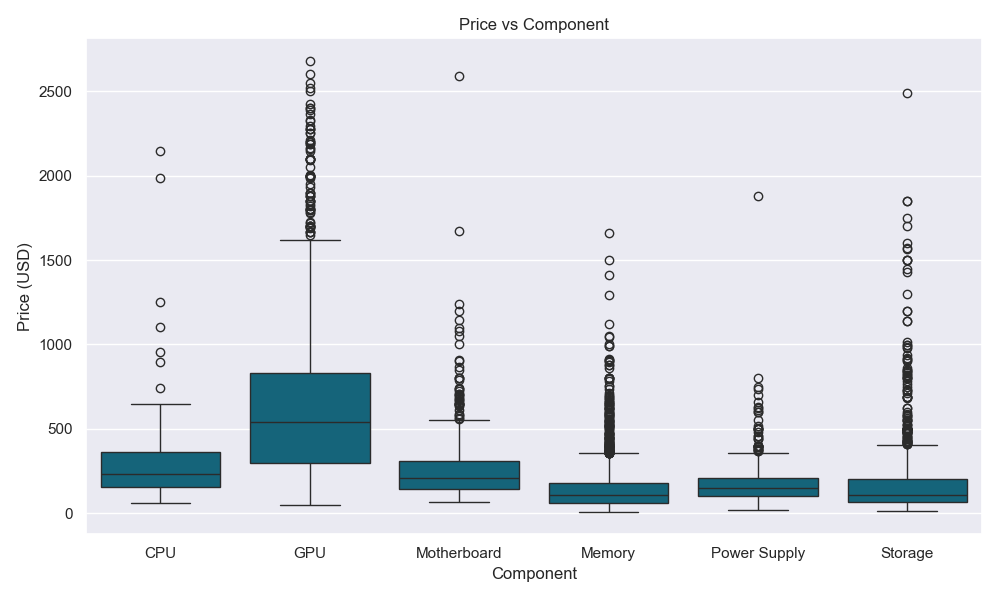 Price vs Component
Price (USD)
2500
2000
1500
1000
500
0
CPU GPU Motherboard Memory Power Supply Storage
Component